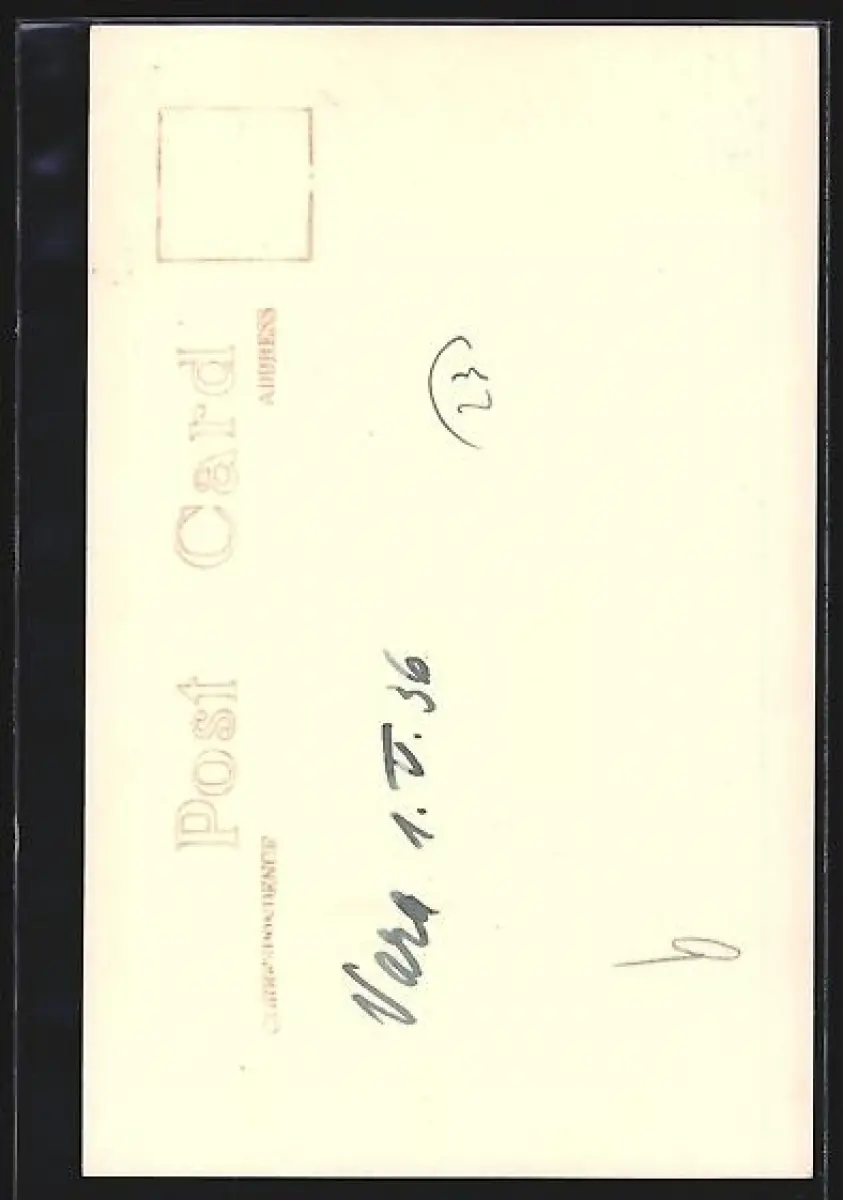 Post Card
CORRESPONDENCE ADDRESS
23
Vera 1. V. 36